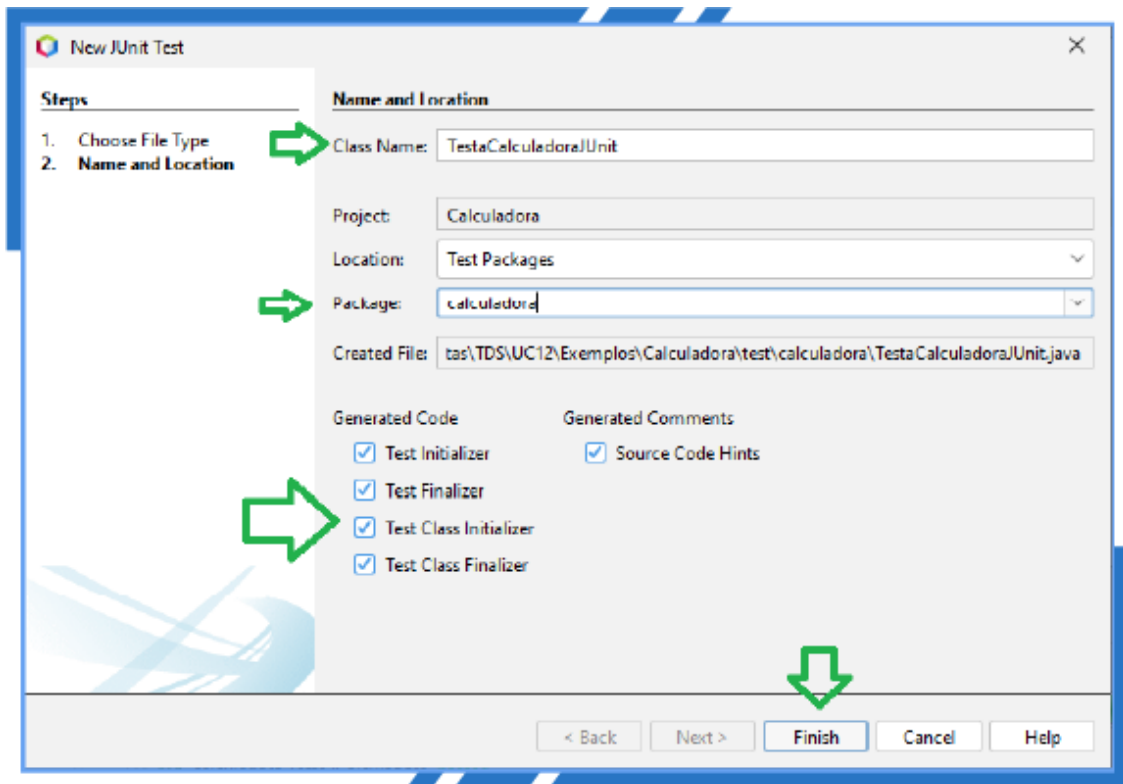 New JUnit Test
Steps
1. Choose File Type
2. Name and Location
Name and Location
Class Name: TestaCalculadoraJUnit
Project: Calculadora
Location: Test Packages
Package: calculadora
Created File: tas\TDS\UC12\Exemplos\Calculadora\test\calculadora\TestaCalculadoraJUnit.java
Generated Code Generated Comments
Test Initializer Source Code Hints
Test Finalizer
Test Class Initializer
Test Class Finalizer
< Back Next > Finish Cancel Help